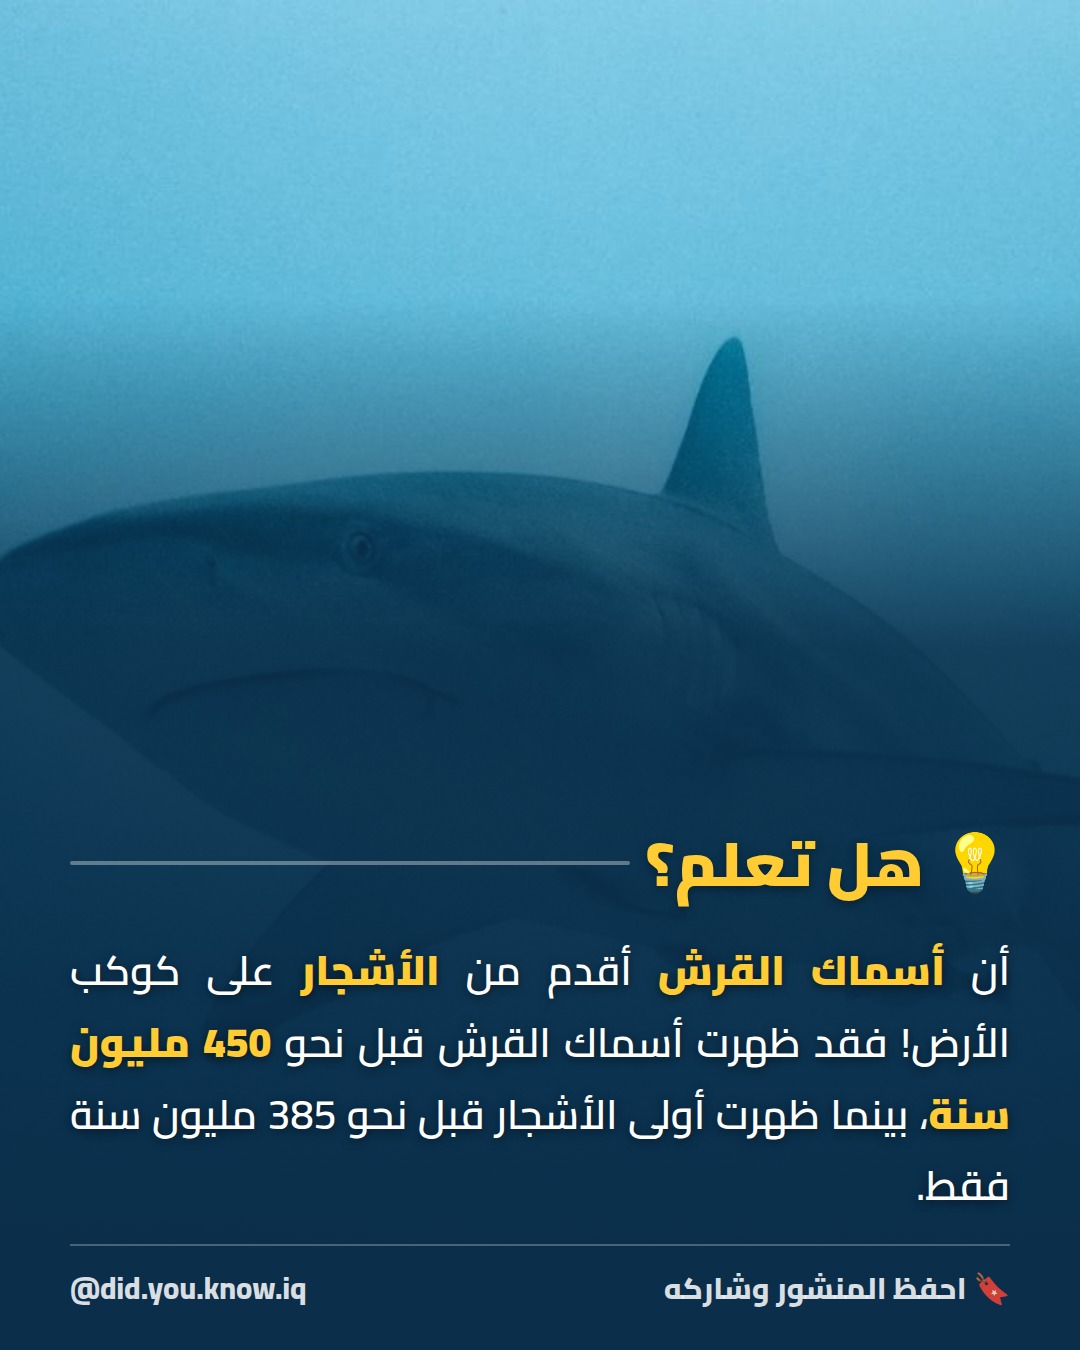 💡 هل تعلم؟
أن أسماك القرش أقدم من الأشجار على كوكب
الأرض! فقد ظهرت أسماك القرش قبل نحو 450 مليون
سنة، بينما ظهرت أولى الأشجار قبل نحو 385 مليون سنة
فقط.
🔖 احفظ المنشور وشاركه
@did.you.know.iq